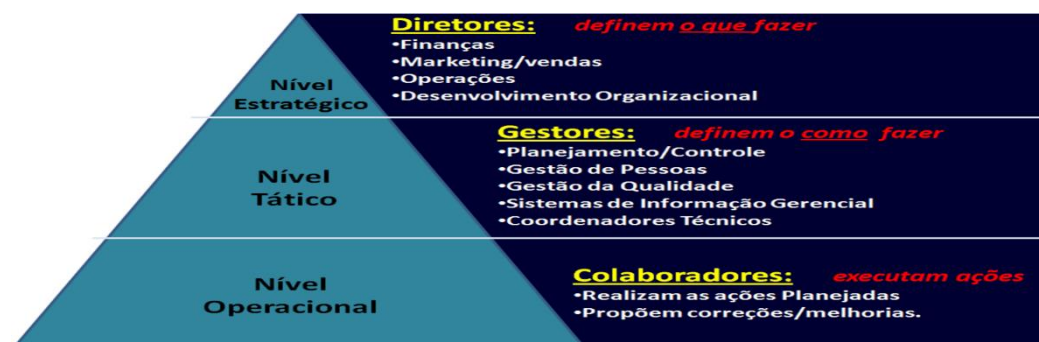 Diretores: definem o que fazer
•Finanças
•Marketing/vendas
•Operações
•Desenvolvimento Organizacional
Nível
Estratégico
Gestores: definem o como fazer
•Planejamento/Controle
•Gestão de Pessoas
•Gestão da Qualidade
•Sistemas de Informação Gerencial
•Coordenadores Técnicos
Nível
Tático
Colaboradores: executam ações
•Realizam as ações Planejadas
•Propõem correções/melhorias.
Nível
Operacional